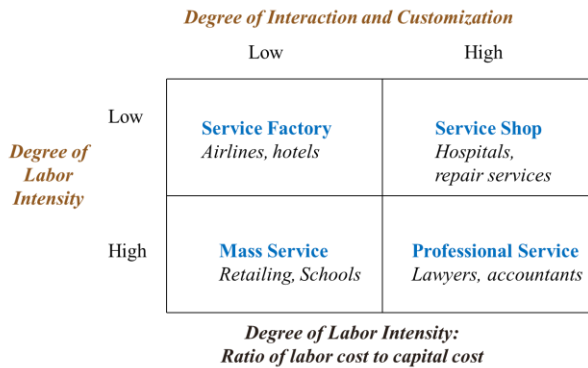 Degree of Interaction and Customization
Low
High
Low
Degree of
Labor
Intensity
High
Service Factory
Airlines, hotels
Service Shop
Hospitals,
repair services
Mass Service
Retailing, Schools
Professional Service
Lawyers, accountants
Degree of Labor Intensity:
Ratio of labor cost to capital cost